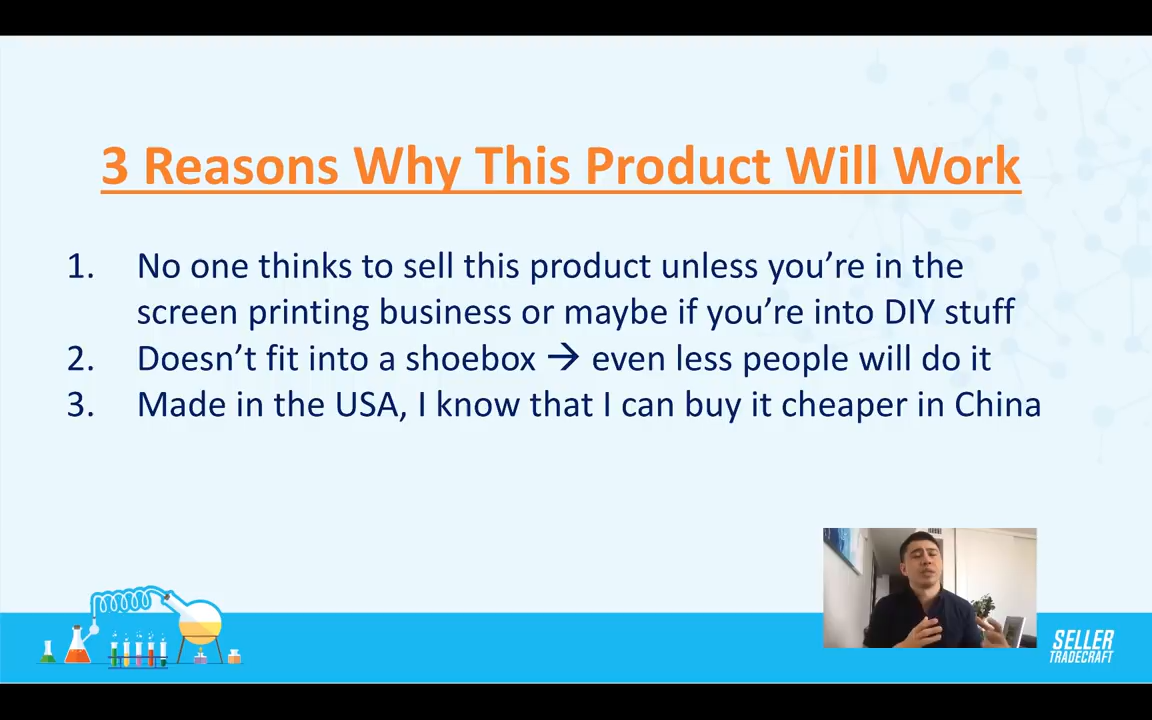 3 Reasons Why This Product Will Work
1. No one thinks to sell this product unless you’re in the
screen printing business or maybe if you’re into DIY stuff
2. Doesn’t fit into a shoebox → even less people will do it
3. Made in the USA, I know that I can buy it cheaper in China
SELLER
TRADECRAFT